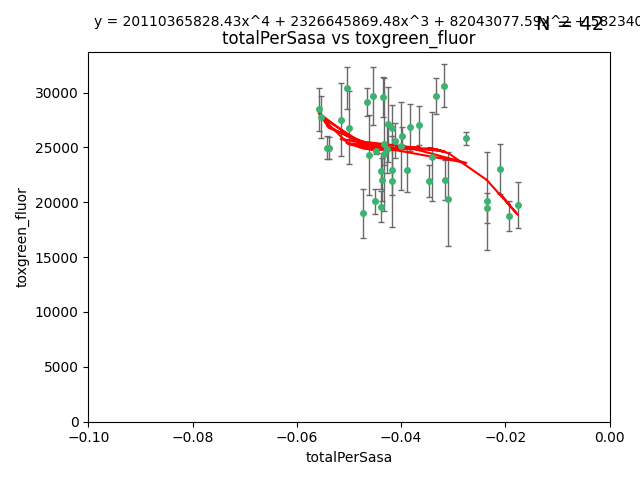 y = 20110365828.43x^4 + 2326645869.48x^3 + 82043077.59x^2 + 582340
N = 42
totalPerSasa vs toxgreen_fluor
30000
25000
20000
15000
10000
5000
0
toxgreen_fluor
−0.10 −0.08 −0.06 −0.04 −0.02 0.00
totalPerSasa